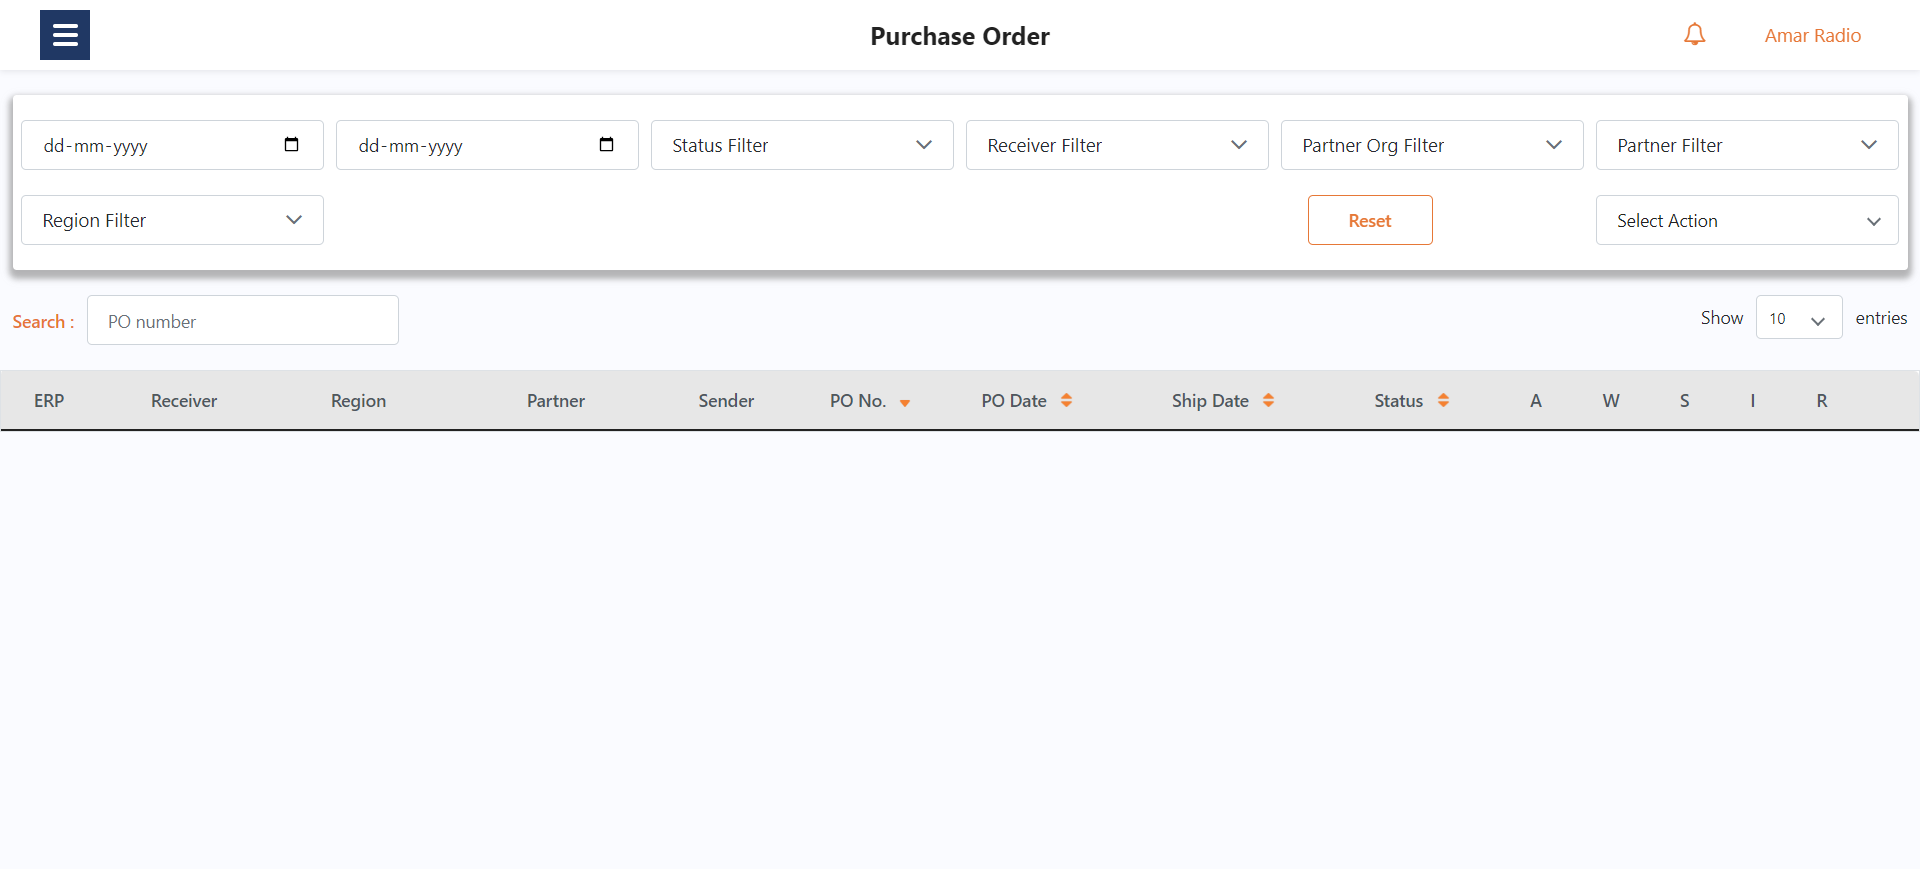 Purchase Order
Amar Radio
dd-mm-yyyy dd-mm-yyyy Status Filter Receiver Filter Partner Org Filter Partner Filter
Region Filter Reset Select Action
Search : PO number Show 10 entries
ERP Receiver Region Partner Sender PO No. PO Date Ship Date Status A W S I R